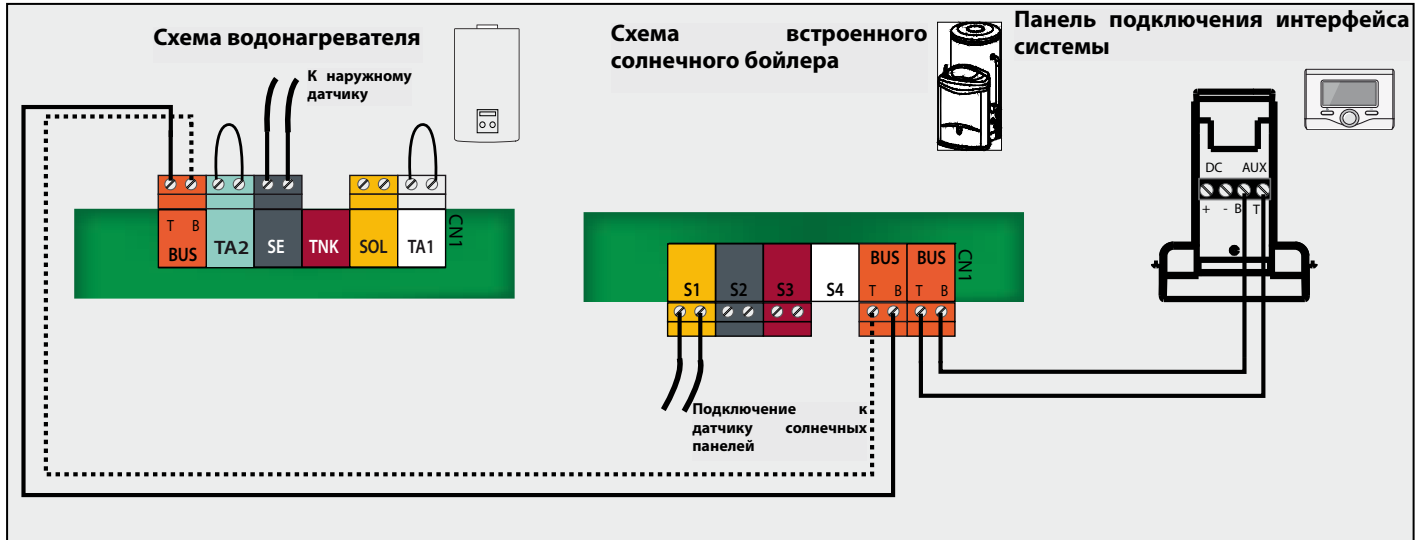 Схема водонагревателя
К наружному
датчику
T B
BUS
TA2
SE
TNK
SOL
TA1
CN1
Схема встроенного
солнечного бойлера
S1
S2
S3
S4
BUS
T B
BUS
T B
CN1
Подключение к
датчику солнечных
панелей
Панель подключения интерфейса
системы
DC AUX
+ - B T